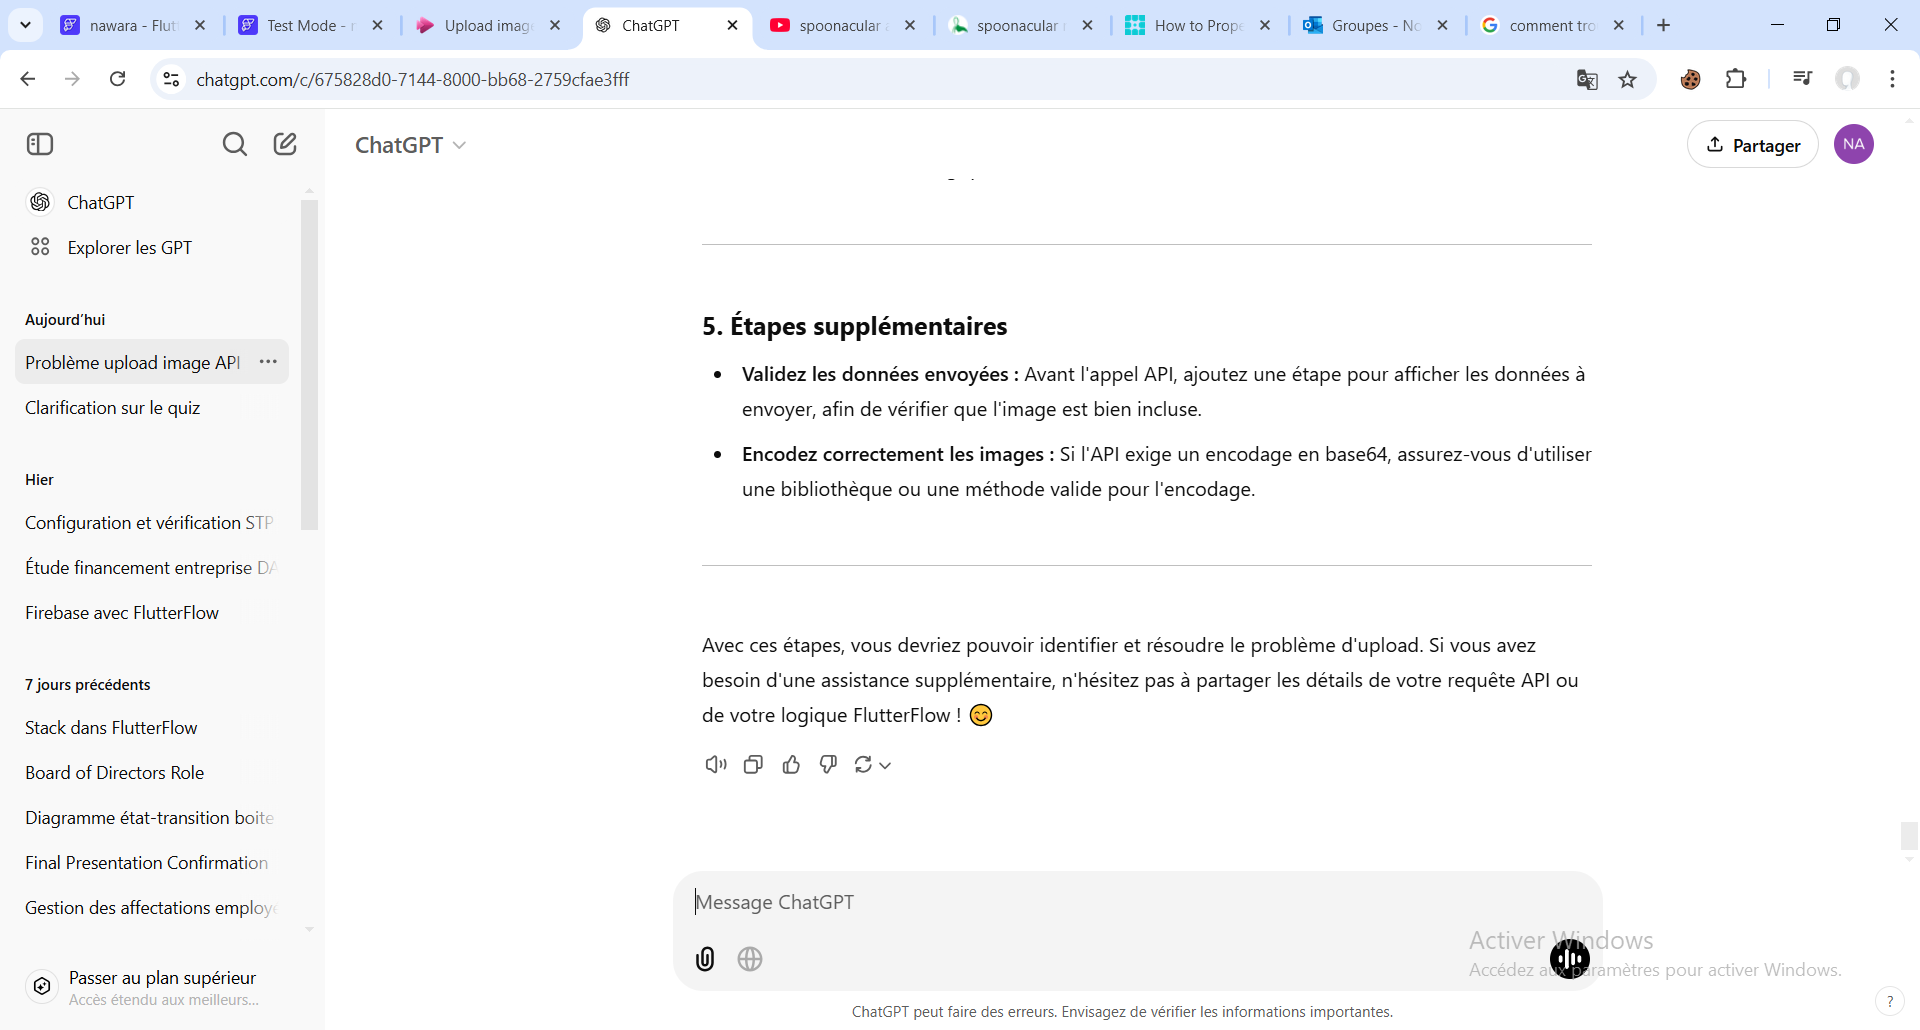 nawara - Flut
Test Mode - n
Upload imag
ChatGPT
spoonacular a
spoonacular r
How to Prope
Groupes - No
comment tro
chatgpt.com/c/675828d0-7144-8000-bb68-2759cfae3fff
ChatGPT
Partager
NA
ChatGPT
Explorer les GPT
Aujourd'hui
Problème upload image API
Clarification sur le quiz
Hier
Configuration et vérification STP
Étude financement entreprise DA
Firebase avec FlutterFlow
7 jours précédents
Stack dans FlutterFlow
Board of Directors Role
Diagramme état-transition boite
Final Presentation Confirmation
Gestion des affectations employé
Passer au plan supérieur
Accès étendu aux meilleurs...
5. Étapes supplémentaires
• Validez les données envoyées : Avant l'appel API, ajoutez une étape pour afficher les données à
envoyer, afin de vérifier que l'image est bien incluse.
• Encodez correctement les images : Si l'API exige un encodage en base64, assurez-vous d'utiliser
une bibliothèque ou une méthode valide pour l'encodage.
Avec ces étapes, vous devriez pouvoir identifier et résoudre le problème d'upload. Si vous avez
besoin d'une assistance supplémentaire, n'hésitez pas à partager les détails de votre requête API ou
de votre logique FlutterFlow ! 😊
Message ChatGPT
Activer Windows
Accédez aux paramètres pour activer Windows.
ChatGPT peut faire des erreurs. Envisagez de vérifier les informations importantes.
?